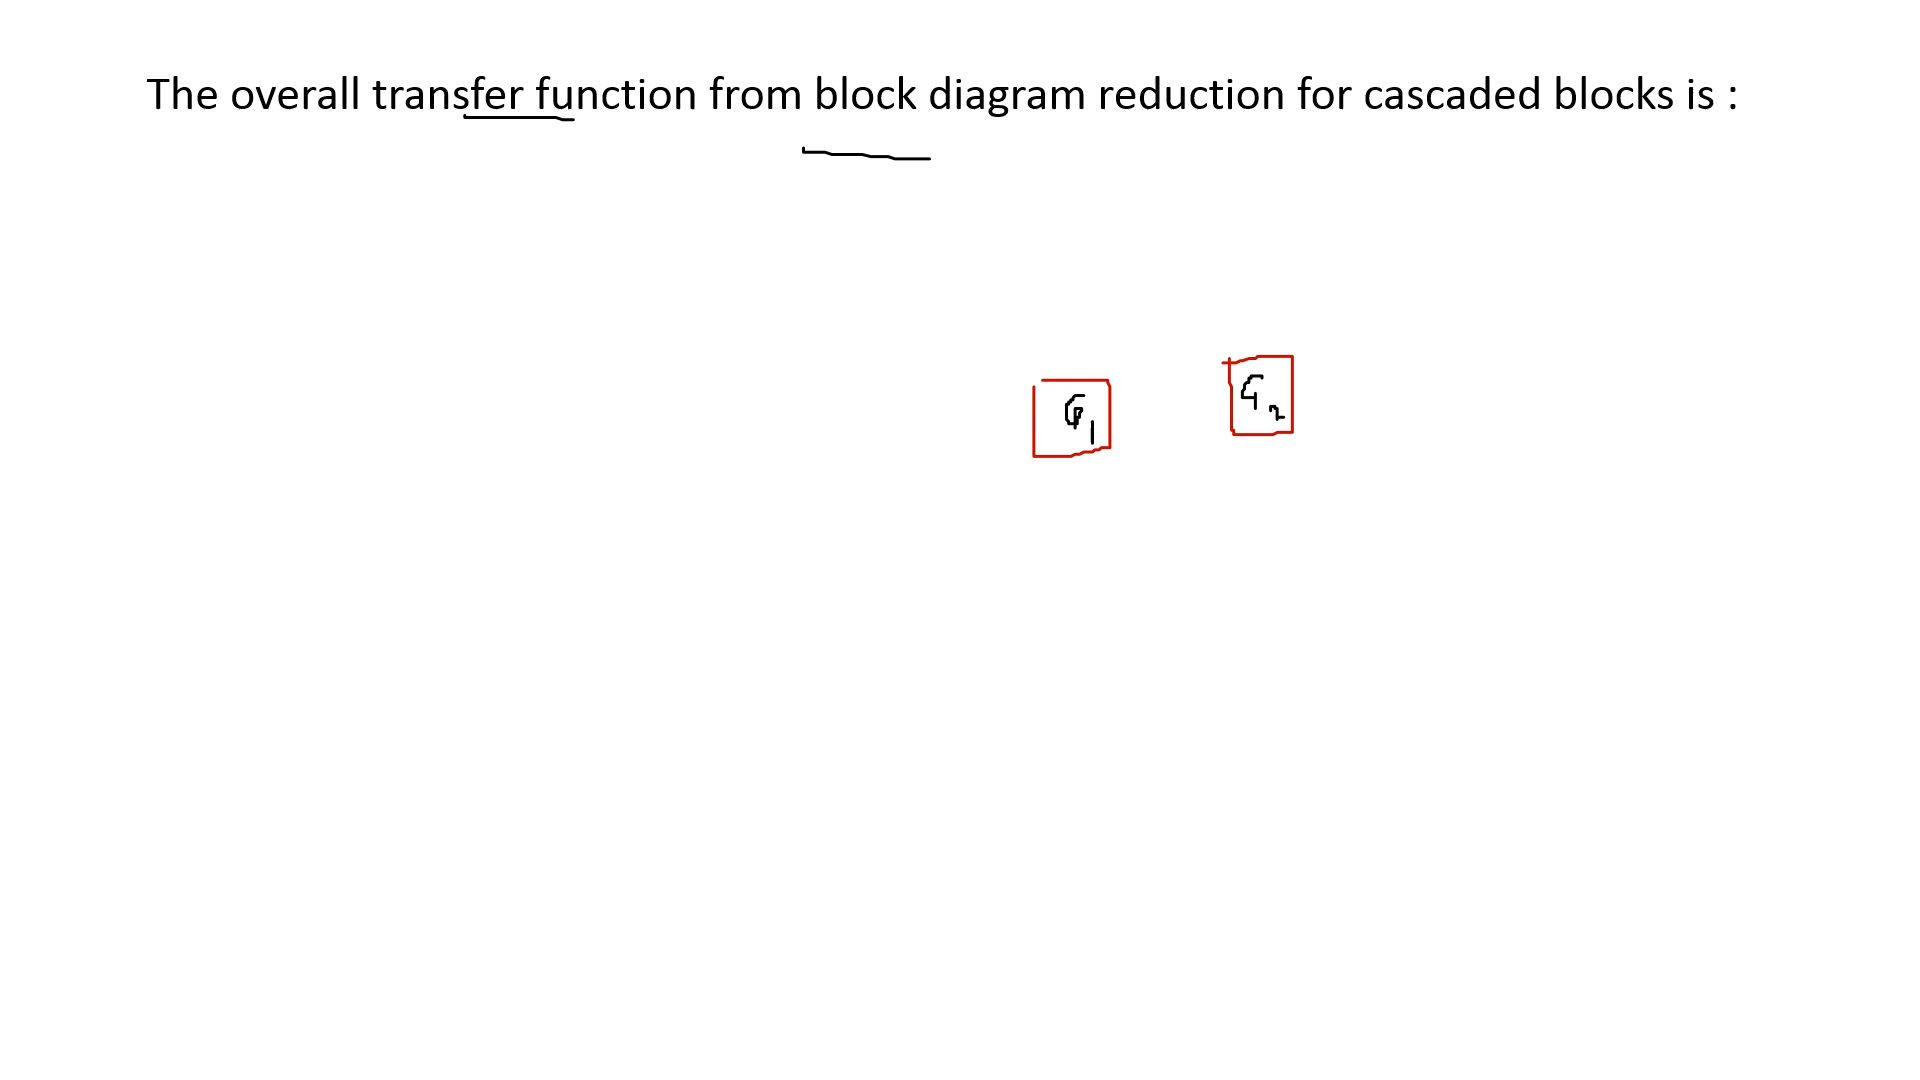 The overall transfer function from block diagram reduction for cascaded blocks is :
G1 G2